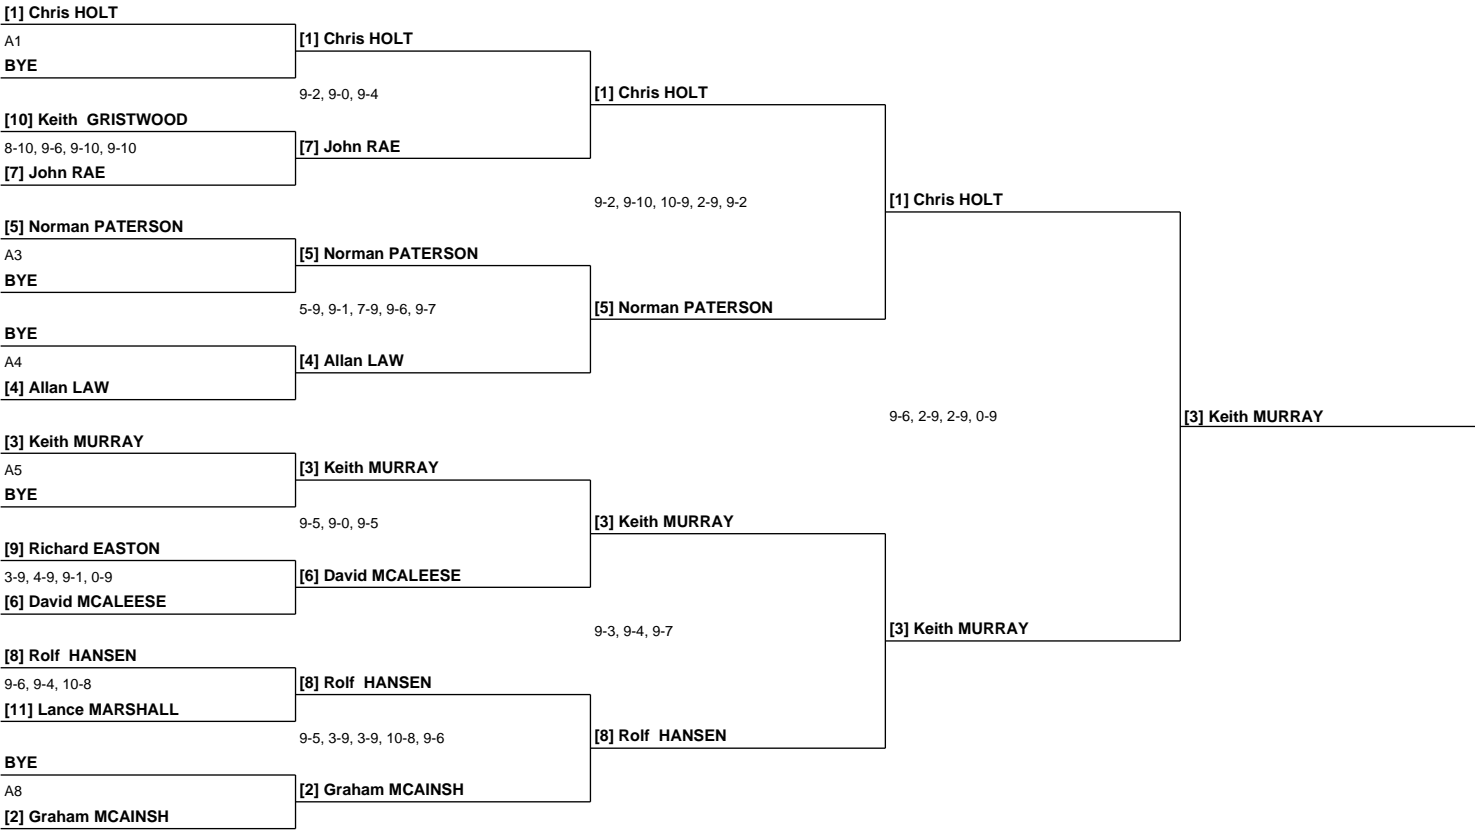 [1] Chris HOLT
A1
BYE
[10] Keith  GRISTWOOD
8-10, 9-6, 9-10, 9-10
[7] John RAE
[5] Norman PATERSON
A3
BYE
BYE
A4
[4] Allan LAW
[3] Keith MURRAY
A5
BYE
[9] Richard EASTON
3-9, 4-9, 9-1, 0-9
[6] David MCALEESE
[8] Rolf  HANSEN
9-6, 9-4, 10-8
[11] Lance MARSHALL
BYE
A8
[2] Graham MCAINSH
[1] Chris HOLT
9-2, 9-0, 9-4
[7] John RAE
[5] Norman PATERSON
5-9, 9-1, 7-9, 9-6, 9-7
[4] Allan LAW
[3] Keith MURRAY
9-5, 9-0, 9-5
[6] David MCALEESE
[8] Rolf  HANSEN
9-5, 3-9, 3-9, 10-8, 9-6
[2] Graham MCAINSH
[1] Chris HOLT
9-2, 9-10, 10-9, 2-9, 9-2
[5] Norman PATERSON
[3] Keith MURRAY
9-3, 9-4, 9-7
[8] Rolf  HANSEN
[1] Chris HOLT
9-6, 2-9, 2-9, 0-9
[3] Keith MURRAY
[3] Keith MURRAY